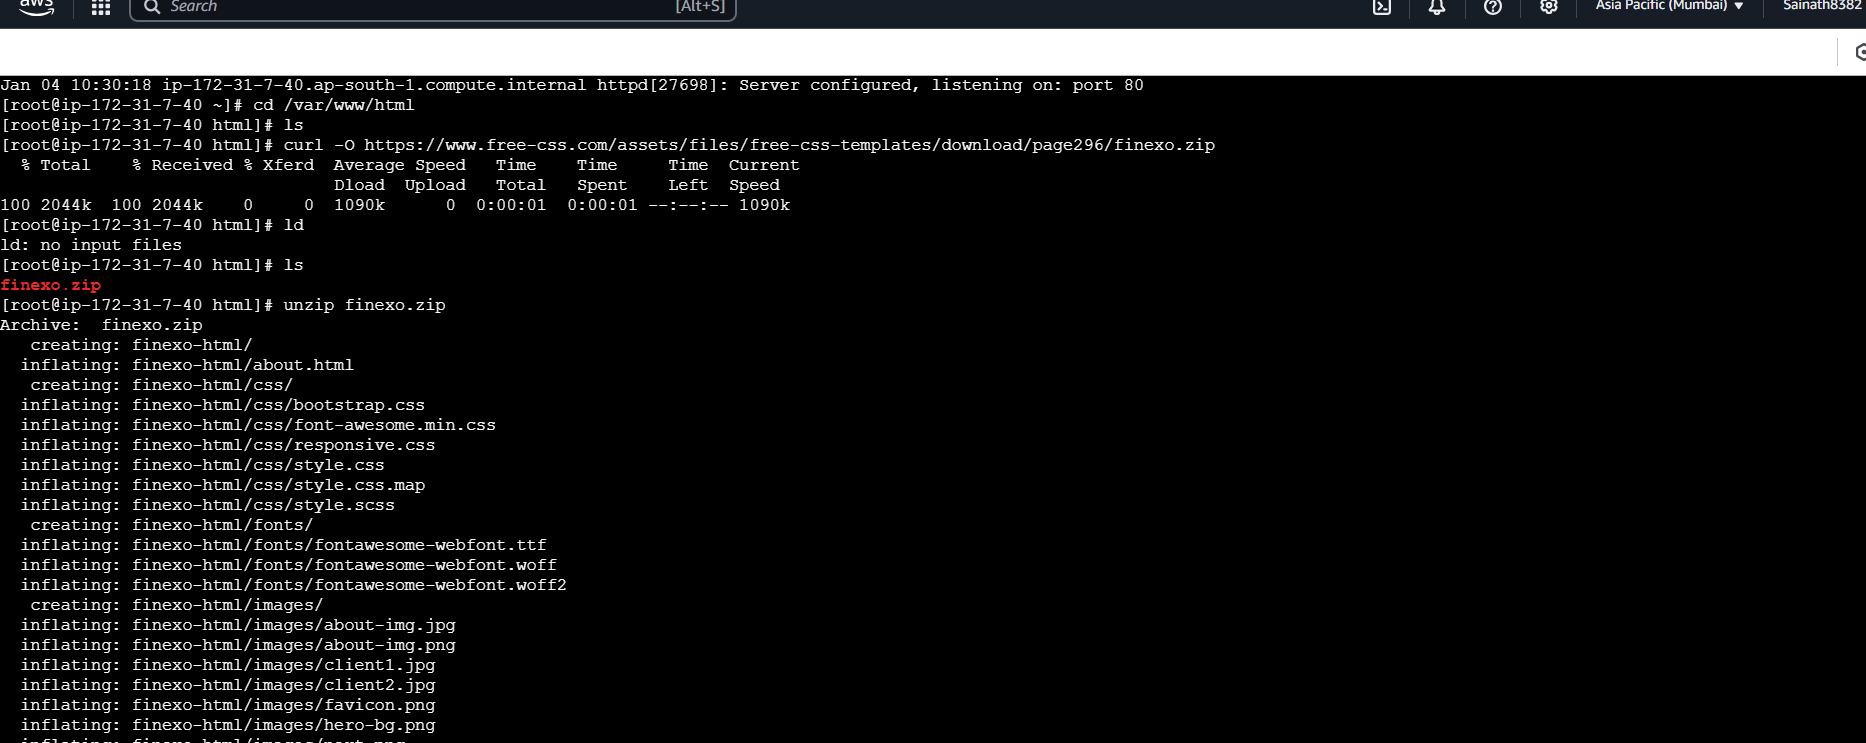 aws
Search
[Alt+S]
Asia Pacific (Mumbai) ▼
Sainath8382
Jan 04 10:30:18 ip-172-31-7-40.ap-south-1.compute.internal httpd[27698]: Server configured, listening on: port 80
[root@ip-172-31-7-40 ~]# cd /var/www/html
[root@ip-172-31-7-40 html]# ls
[root@ip-172-31-7-40 html]# curl -O https://www.free-css.com/assets/files/free-css-templates/download/page296/finexo.zip
  % Total    % Received % Xferd  Average Speed   Time    Time     Time  Current
                                 Dload  Upload   Total   Spent    Left  Speed
100 2044k  100 2044k    0     0  1090k      0  0:00:01  0:00:01 --:--:-- 1090k
[root@ip-172-31-7-40 html]# ld
ld: no input files
[root@ip-172-31-7-40 html]# ls
finexo.zip
[root@ip-172-31-7-40 html]# unzip finexo.zip
Archive:  finexo.zip
   creating: finexo-html/
  inflating: finexo-html/about.html
   creating: finexo-html/css/
  inflating: finexo-html/css/bootstrap.css
  inflating: finexo-html/css/font-awesome.min.css
  inflating: finexo-html/css/responsive.css
  inflating: finexo-html/css/style.css
  inflating: finexo-html/css/style.css.map
  inflating: finexo-html/css/style.scss
   creating: finexo-html/fonts/
  inflating: finexo-html/fonts/fontawesome-webfont.ttf
  inflating: finexo-html/fonts/fontawesome-webfont.woff
  inflating: finexo-html/fonts/fontawesome-webfont.woff2
   creating: finexo-html/images/
  inflating: finexo-html/images/about-img.jpg
  inflating: finexo-html/images/about-img.png
  inflating: finexo-html/images/client1.jpg
  inflating: finexo-html/images/client2.jpg
  inflating: finexo-html/images/favicon.png
  inflating: finexo-html/images/hero-bg.png